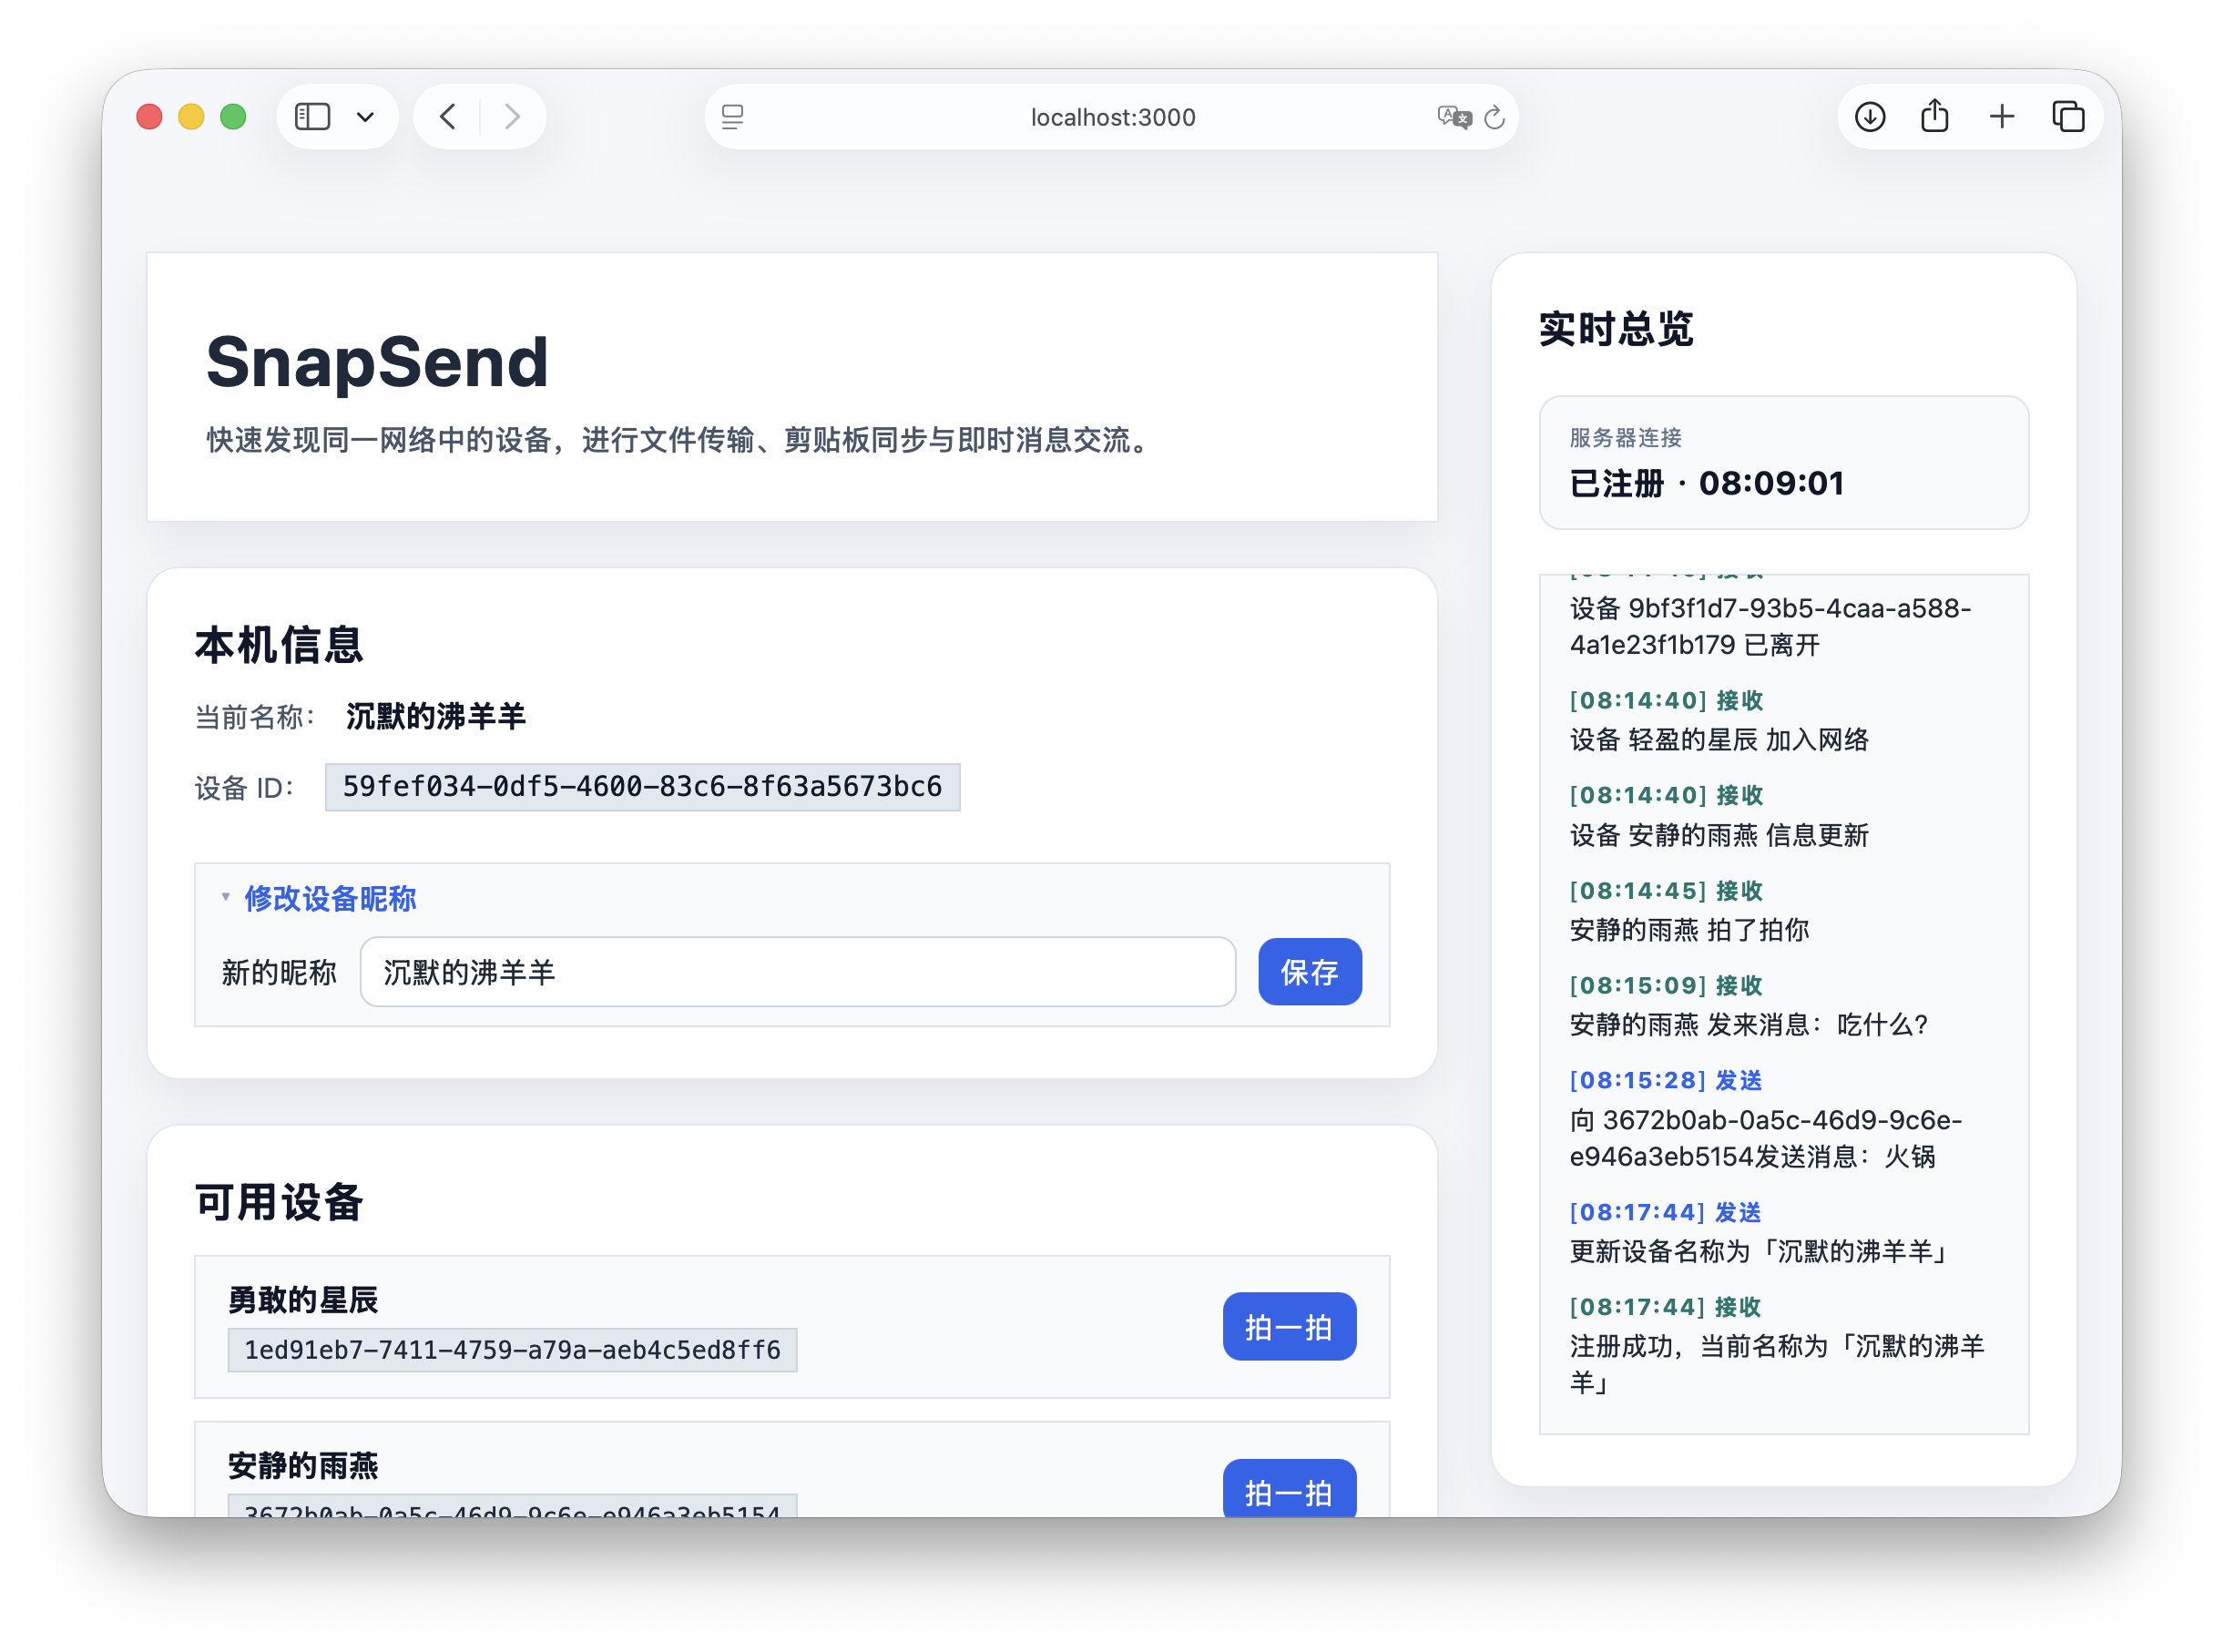 localhost:3000
SnapSend
快速发现同一网络中的设备，进行文件传输、剪贴板同步与即时消息交流。
本机信息
当前名称： 沉默的沸羊羊
设备 ID： 59fef034-0df5-4600-83c6-8f63a5673bc6
修改设备昵称
新的昵称 沉默的沸羊羊 保存
可用设备
勇敢的星辰
1ed91eb7-7411-4759-a79a-aeb4c5ed8ff6
拍一拍
安静的雨燕
3672b0ab-0a5c-46d9-9c6e-e946a3eb5154
拍一拍
实时总览
服务器连接
已注册 · 08:09:01
设备 9bf3f1d7-93b5-4caa-a588-
4a1e23f1b179 已离开
[08:14:40] 接收
设备 轻盈的星辰 加入网络
[08:14:40] 接收
设备 安静的雨燕 信息更新
[08:14:45] 接收
安静的雨燕 拍了拍你
[08:15:09] 接收
安静的雨燕 发来消息：吃什么?
[08:15:28] 发送
向 3672b0ab-0a5c-46d9-9c6e-
e946a3eb5154发送消息：火锅
[08:17:44] 发送
更新设备名称为「沉默的沸羊羊」
[08:17:44] 接收
注册成功，当前名称为「沉默的沸羊
羊」